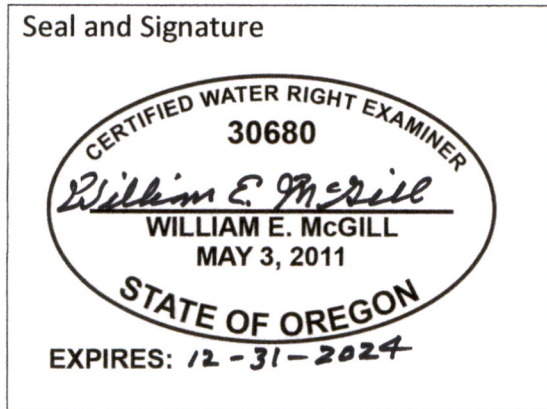 Seal and Signature
CERTIFIED WATER RIGHT EXAMINER
30680
William E. McGill
WILLIAM E. McGILL
MAY 3, 2011
STATE OF OREGON
EXPIRES: 12-31-2024